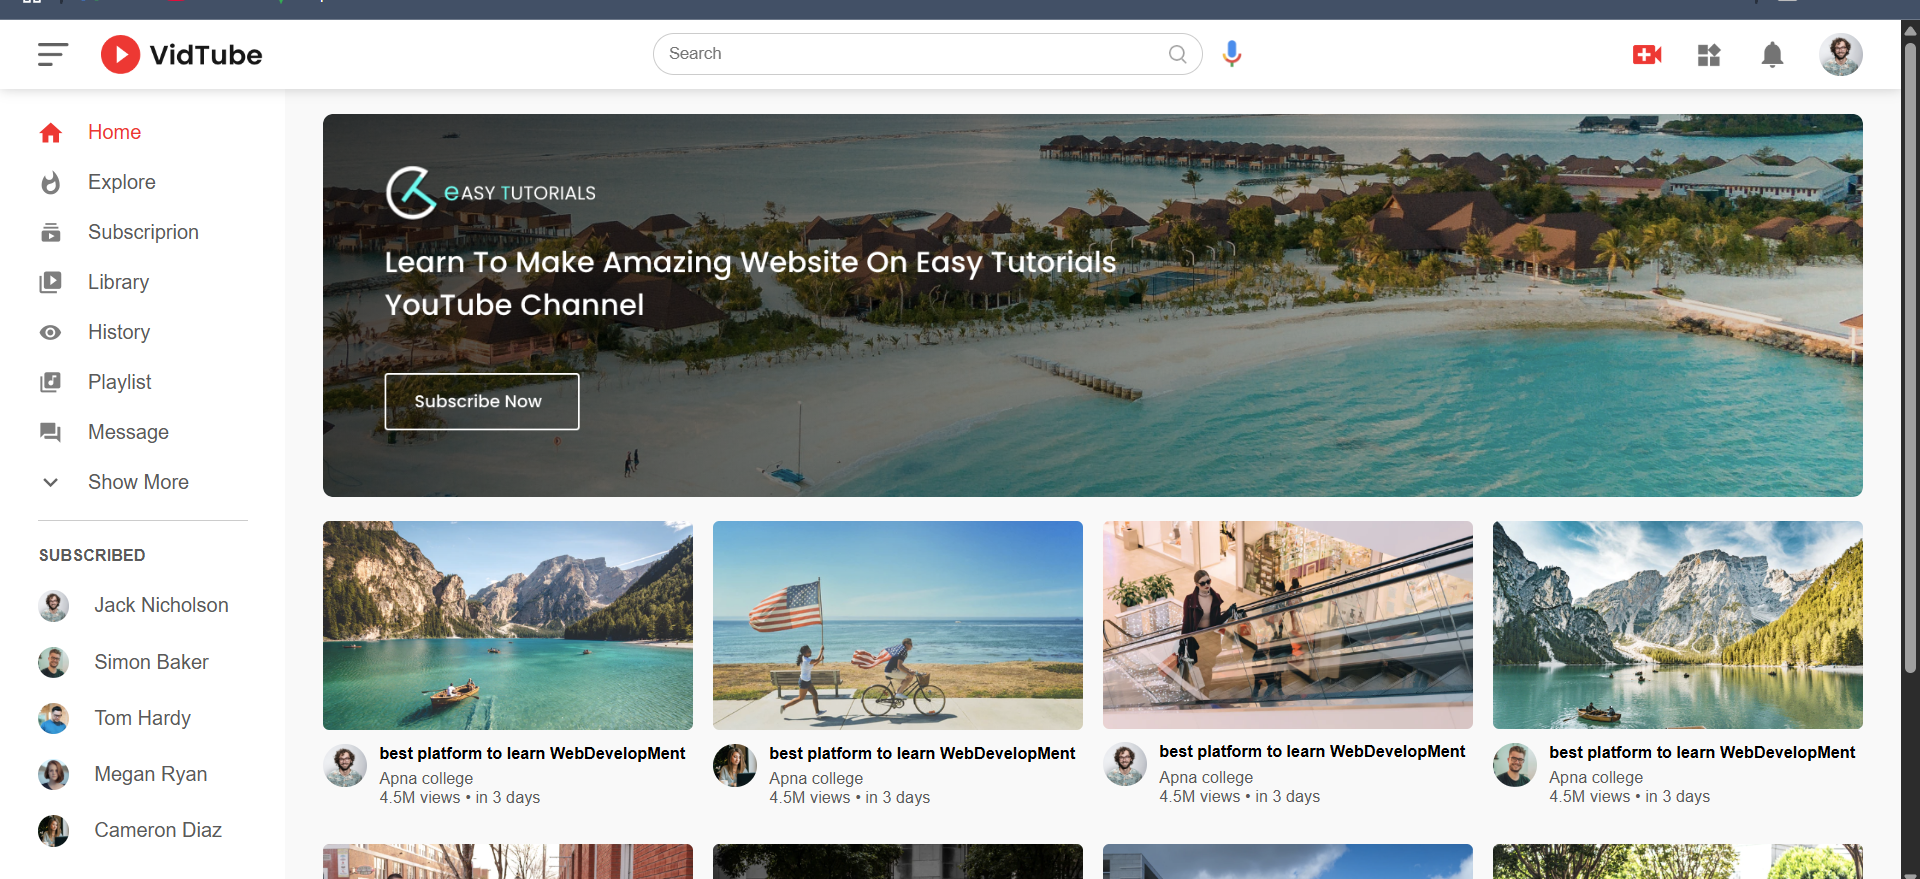 VidTube
Search
Home
Explore
Subscriprion
Library
History
Playlist
Message
Show More
SUBSCRIBED
Jack Nicholson
Simon Baker
Tom Hardy
Megan Ryan
Cameron Diaz
eASY TUTORIALS
Learn To Make Amazing Website On Easy Tutorials
YouTube Channel
Subscribe Now
best platform to learn WebDevelopMent
Apna college
4.5M views • in 3 days
best platform to learn WebDevelopMent
Apna college
4.5M views • in 3 days
best platform to learn WebDevelopMent
Apna college
4.5M views • in 3 days
best platform to learn WebDevelopMent
Apna college
4.5M views • in 3 days